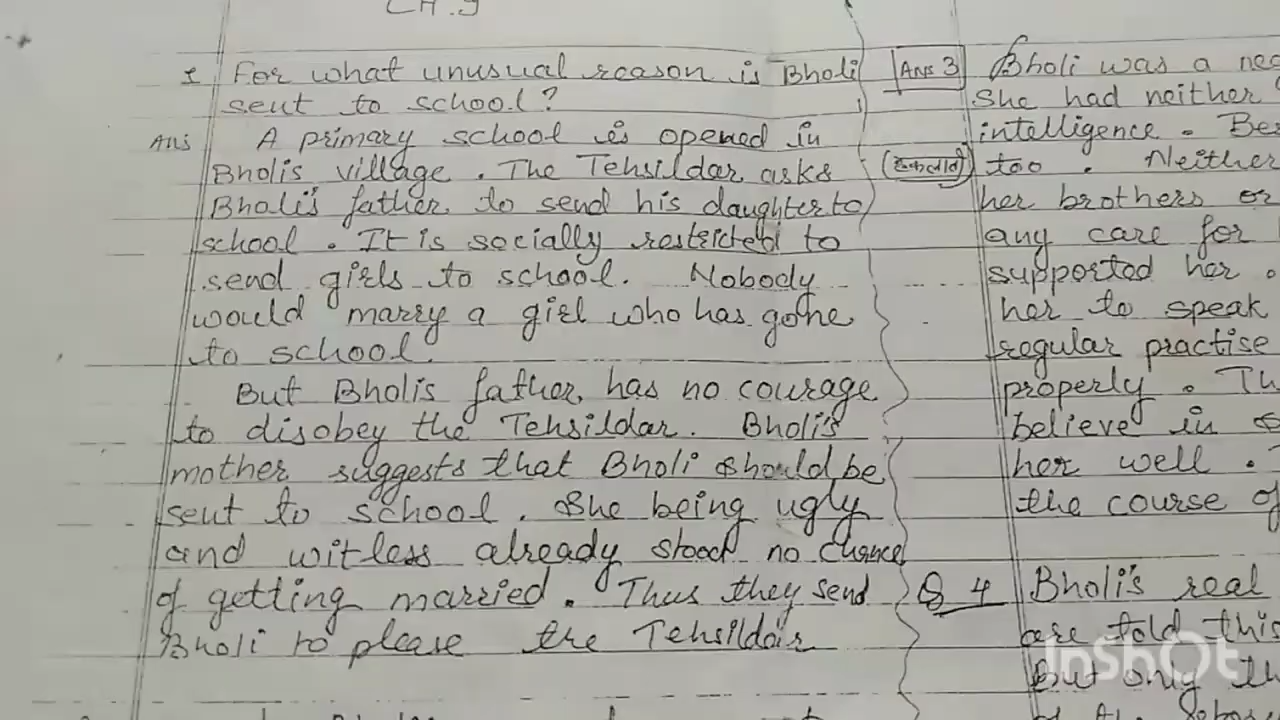 CH.9
1 For what unusual reason is Bholi
sent to school?
Ans A primary school is opened in
Bholis village. The Tehsildar asks
Bholi's father to send his daughter to
school. It is socially restricted to
send girls to school. Nobody
would marry a girl who has gone
to school.
But Bholis father has no courage
to disobey the Tehsildar. Bholi's
mother suggests that Bholi should be
sent to school. She being ugly
and witless already stood no chance
of getting married. Thus they send
Bholi to please the Tehsildar
Ans 3 Bholi was a neg
She had neither
intelligence. Be
(हकलाना) too. Neither
her brothers or
any care for
supported her.
her to speak
regular practise
properly. Th
believe in
her well.
the course of
Q 4 Bholi's real
are told this
But only th
InshOt